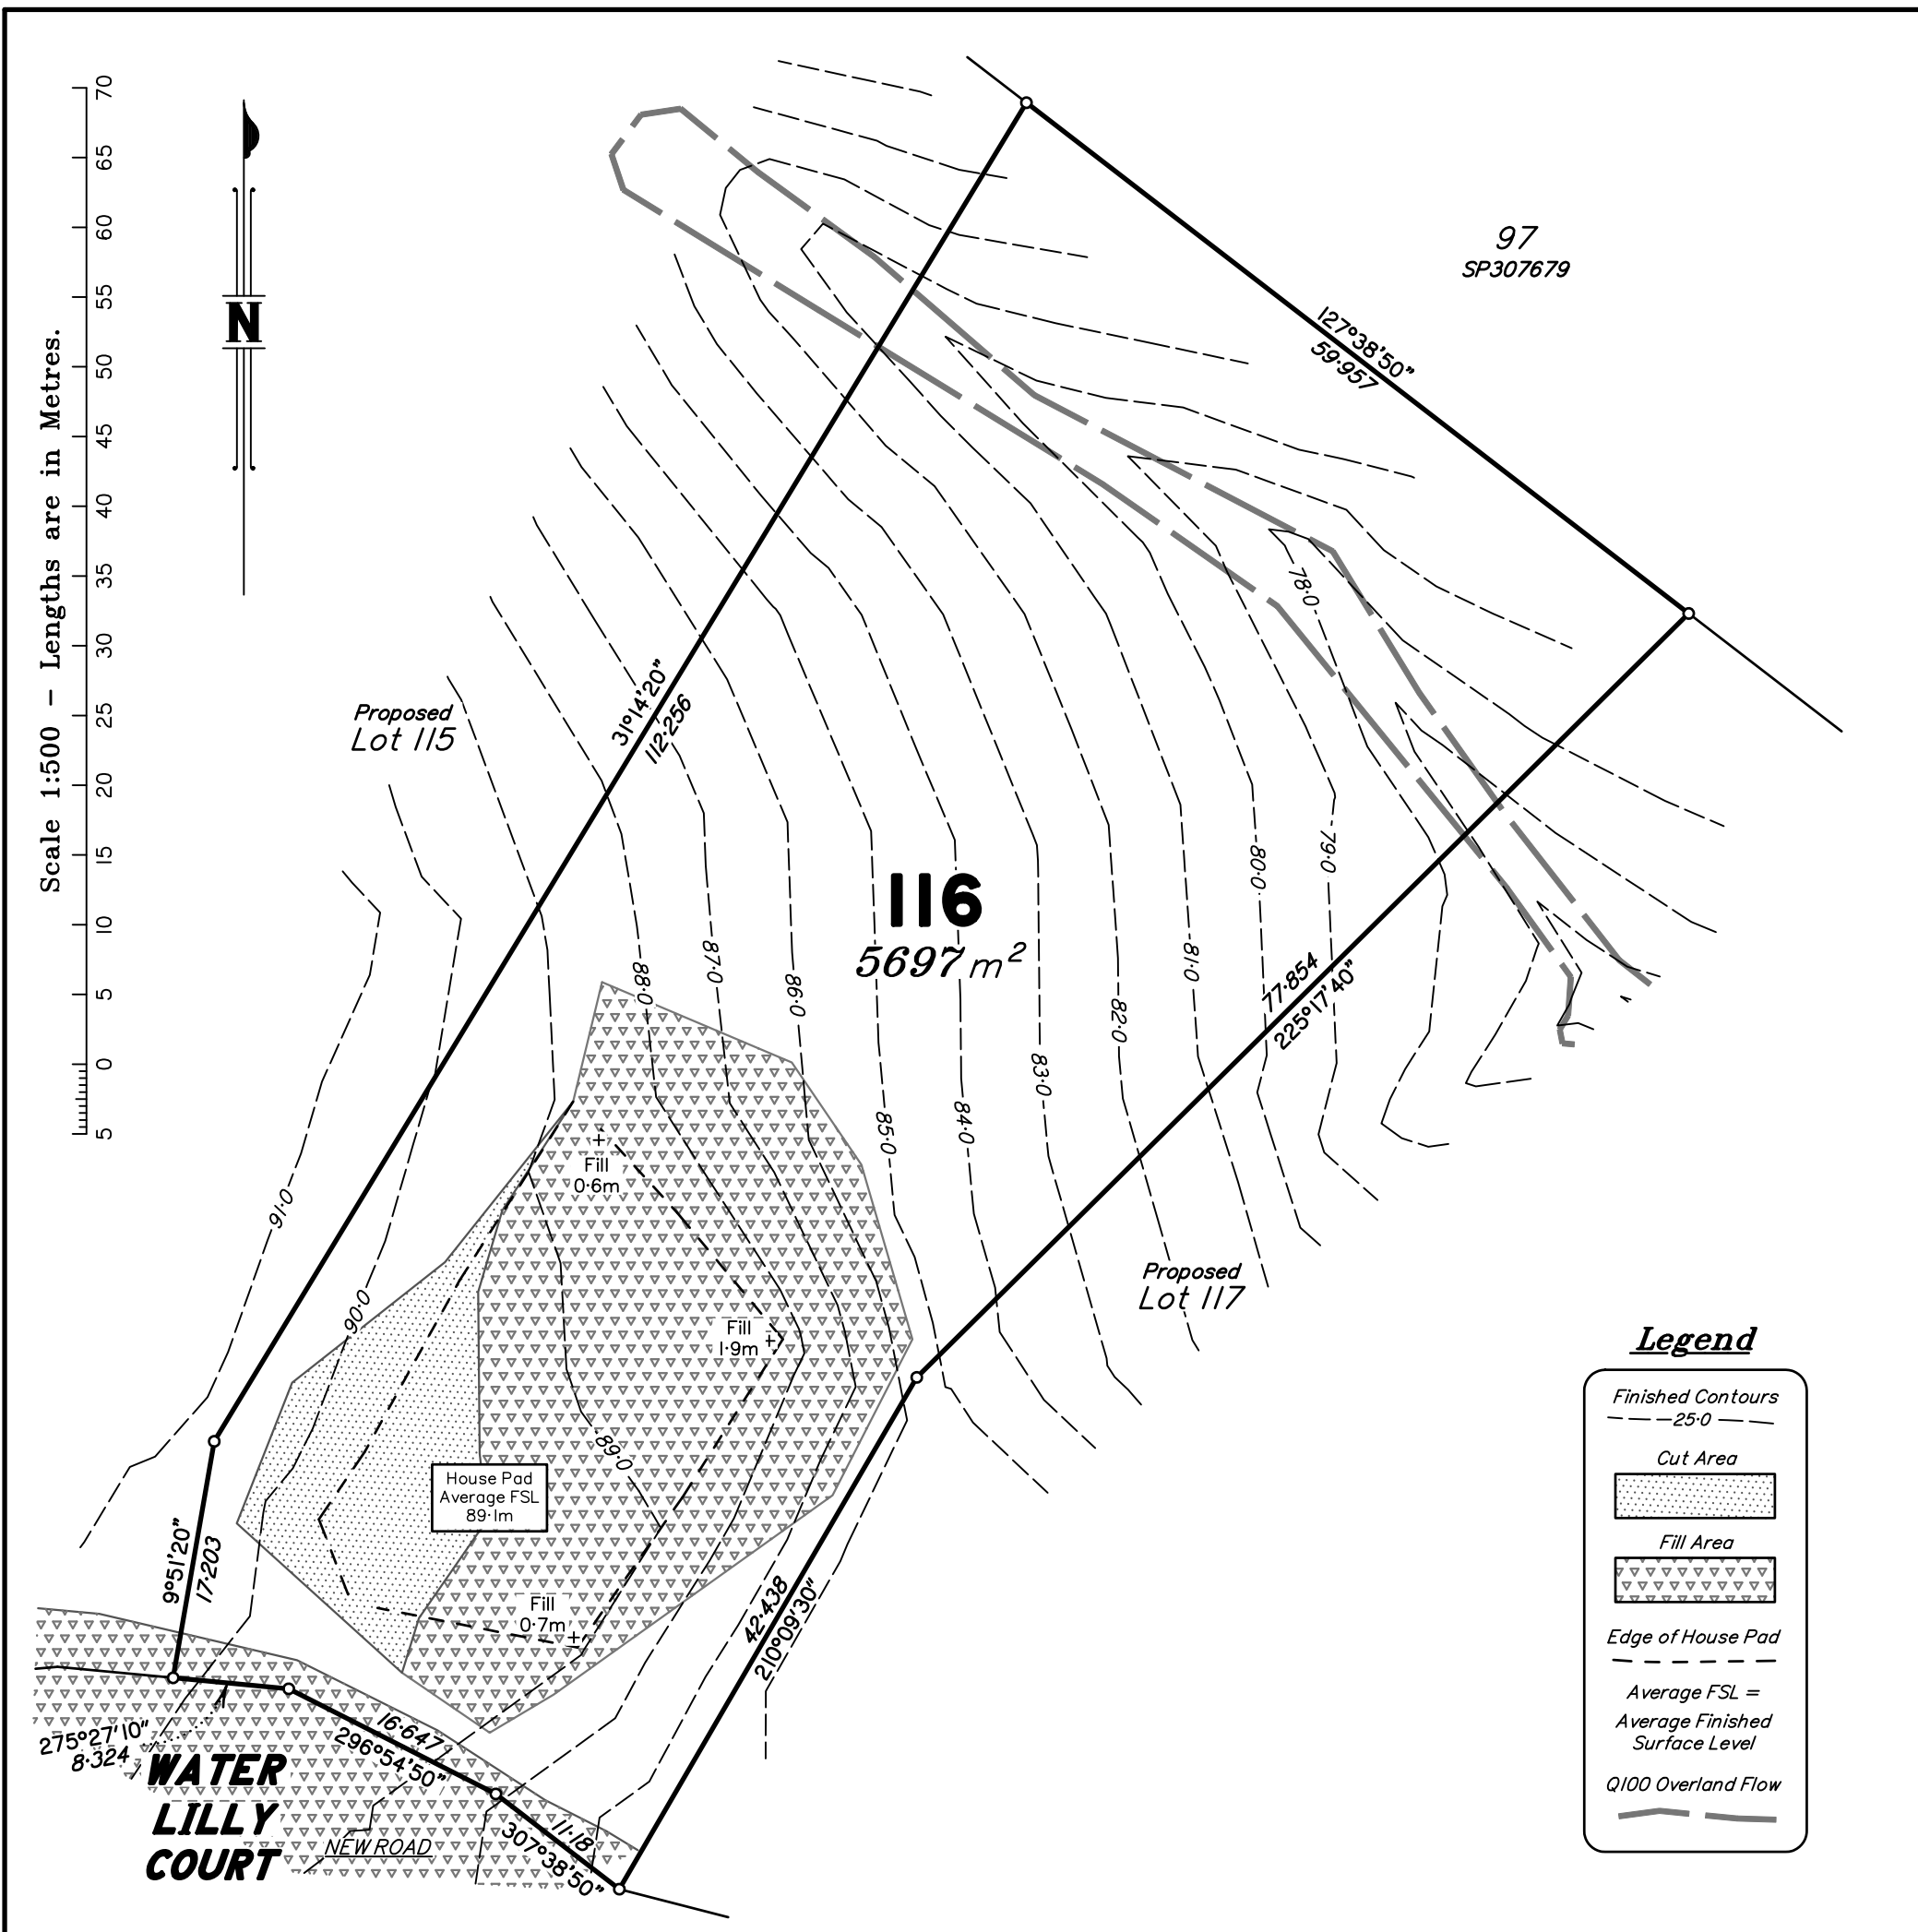 Scale 1:500 – Lengths are in Metres.
70
65
60
55
50
45
40
35
30
25
20
15
10
5
0
5
N
97
SP307679
127°38'50"
59·957
31°14'20"
112·256
Proposed
Lot 115
78·0
116
5697 m²
88·0
87·0
86·0
85·0
84·0
83·0
82·0
81·0
80·0
79·0
77·854
225°17'40"
91·0
90·0
89·0
Fill
0·6m
Fill
1·9m
House Pad
Average FSL
89·1m
Fill
0·7m
Proposed
Lot 117
9°51'20"
17·203
42·438
210°09'30"
275°27'10"
8·324
16·647
296°54'50"
11·18
307°38'50"
WATER
LILLY
COURT
NEW ROAD
Legend
Finished Contours
25·0
Cut Area
Fill Area
Edge of House Pad
Average FSL =
Average Finished
Surface Level
Q100 Overland Flow